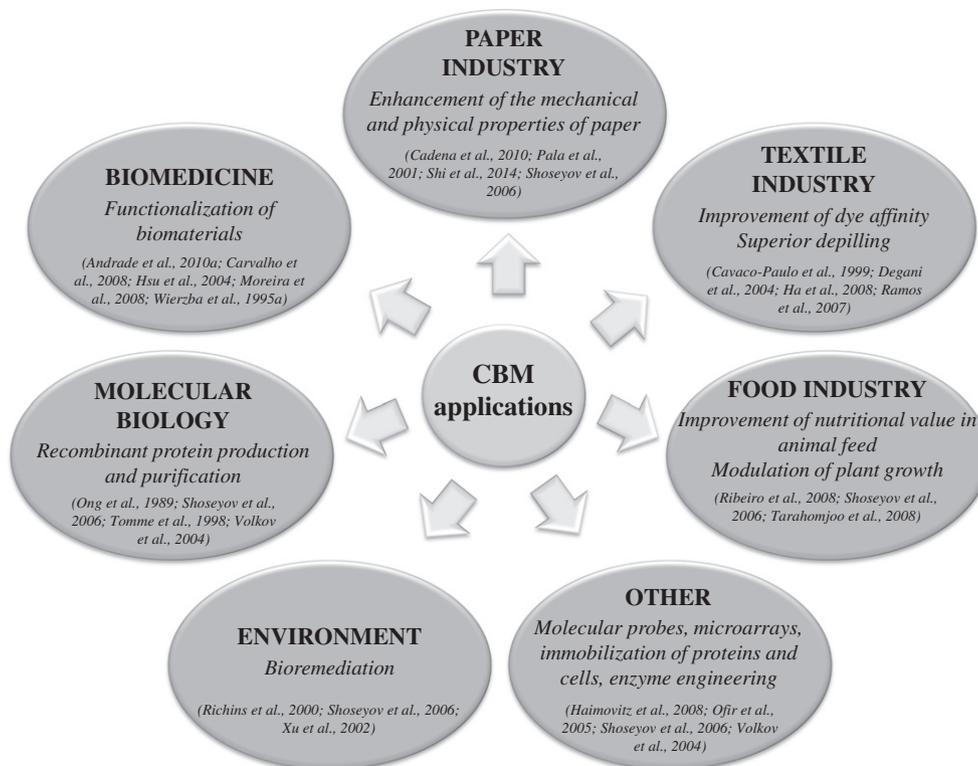 PAPER
INDUSTRY
Enhancement of the mechanical
and physical properties of paper
(Cadena et al., 2010; Pala et al.,
2001; Shi et al., 2014; Shoseyov et al.,
2006)
BIOMEDICINE
Functionalization of
biomaterials
(Andrade et al., 2010a; Carvalho et
al., 2008; Hsu et al., 2004; Moreira et
al., 2008; Wierzba et al., 1995a)
TEXTILE
INDUSTRY
Improvement of dye affinity
Superior depilling
(Cavaco-Paulo et al., 1999; Degani
et al., 2004; Ha et al., 2008; Ramos
et al., 2007)
CBM
applications
MOLECULAR
BIOLOGY
Recombinant protein production
and purification
(Ong et al., 1989; Shoseyov et al.,
2006; Tomme et al., 1998; Volkov
et al., 2004)
FOOD INDUSTRY
Improvement of nutritional value in
animal feed
Modulation of plant growth
(Ribeiro et al., 2008; Shoseyov et al.,
2006; Tarahomjoo et al., 2008)
ENVIRONMENT
Bioremediation
(Richins et al., 2000; Shoseyov et al., 2006;
Xu et al., 2002)
OTHER
Molecular probes, microarrays,
immobilization of proteins and
cells, enzyme engineering
(Haimovitz et al., 2008; Ofir et al.,
2005; Shoseyov et al., 2006; Volkov
et al., 2004)